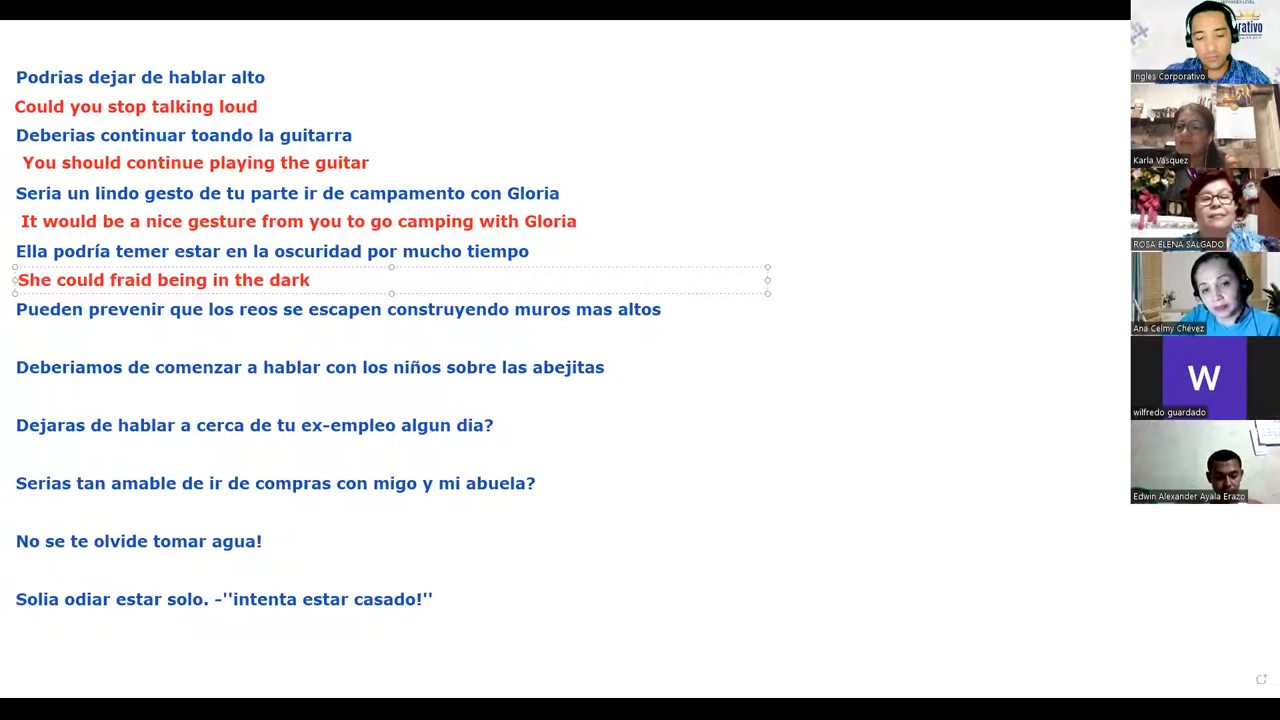 Podrias dejar de hablar alto
Could you stop talking loud
Deberias continuar toando la guitarra
You should continue playing the guitar
Seria un lindo gesto de tu parte ir de campamento con Gloria
It would be a nice gesture from you to go camping with Gloria
Ella podría temer estar en la oscuridad por mucho tiempo
She could fraid being in the dark
Pueden prevenir que los reos se escapen construyendo muros mas altos
Deberiamos de comenzar a hablar con los niños sobre las abejitas
Dejaras de hablar a cerca de tu ex-empleo algun dia?
Serias tan amable de ir de compras con migo y mi abuela?
No se te olvide tomar agua!
Solia odiar estar solo. -''intenta estar casado!''
Ingles Corporativo
Karla Vasquez
ROSA ELENA SALGADO
Ana Celmy Chévez
W
wilfredo guardado
Edwin Alexander Ayala Erazo